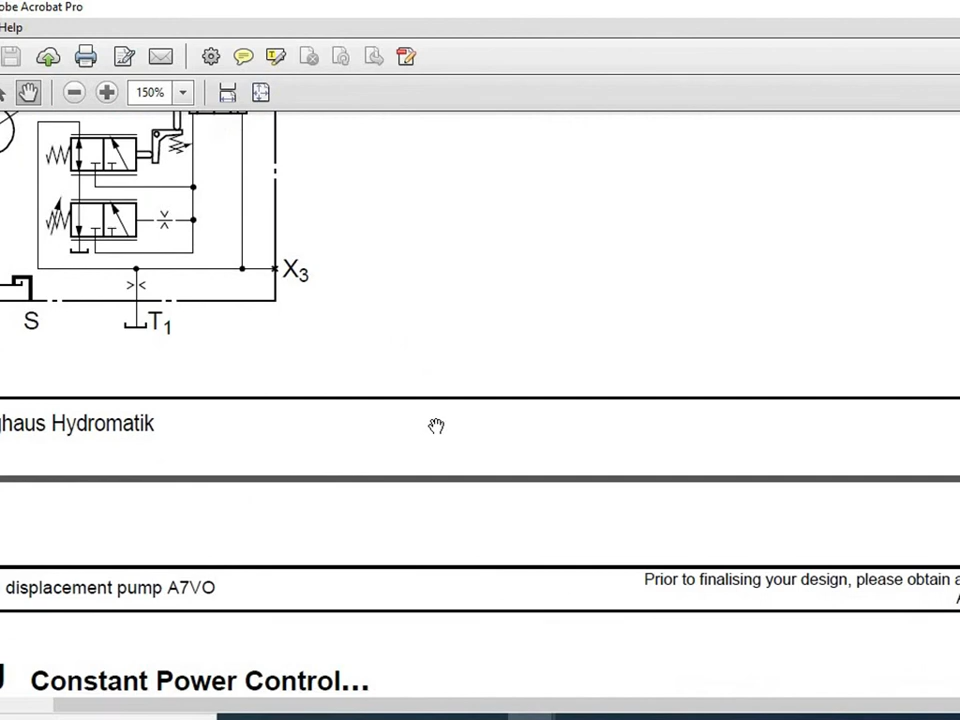 obe Acrobat Pro
Help
150%
X3
S
T1
ghaus Hydromatik
displacement pump A7VO
Prior to finalising your design, please obtain a
Constant Power Control...